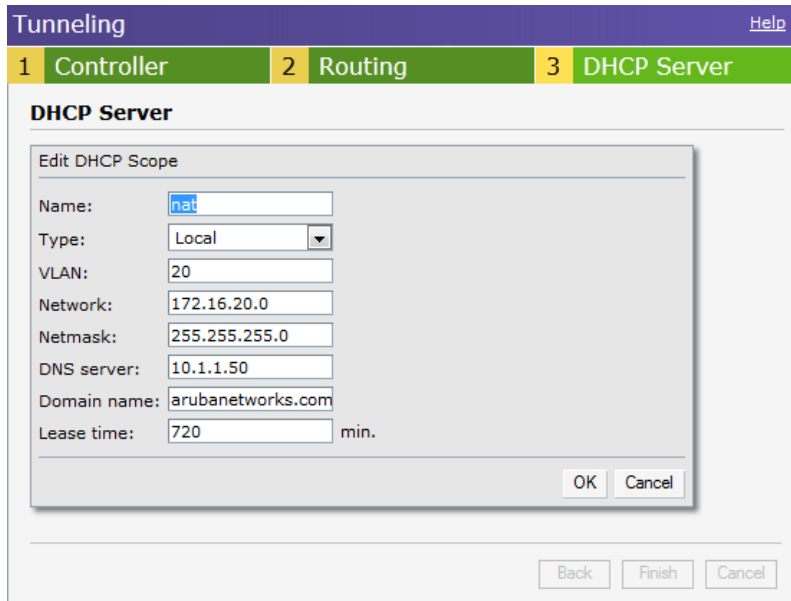 Tunneling Help
1 Controller 2 Routing 3 DHCP Server
DHCP Server
Edit DHCP Scope
Name: nat
Type: Local
VLAN: 20
Network: 172.16.20.0
Netmask: 255.255.255.0
DNS server: 10.1.1.50
Domain name: arubanetworks.com
Lease time: 720 min.
OK Cancel
Back Finish Cancel